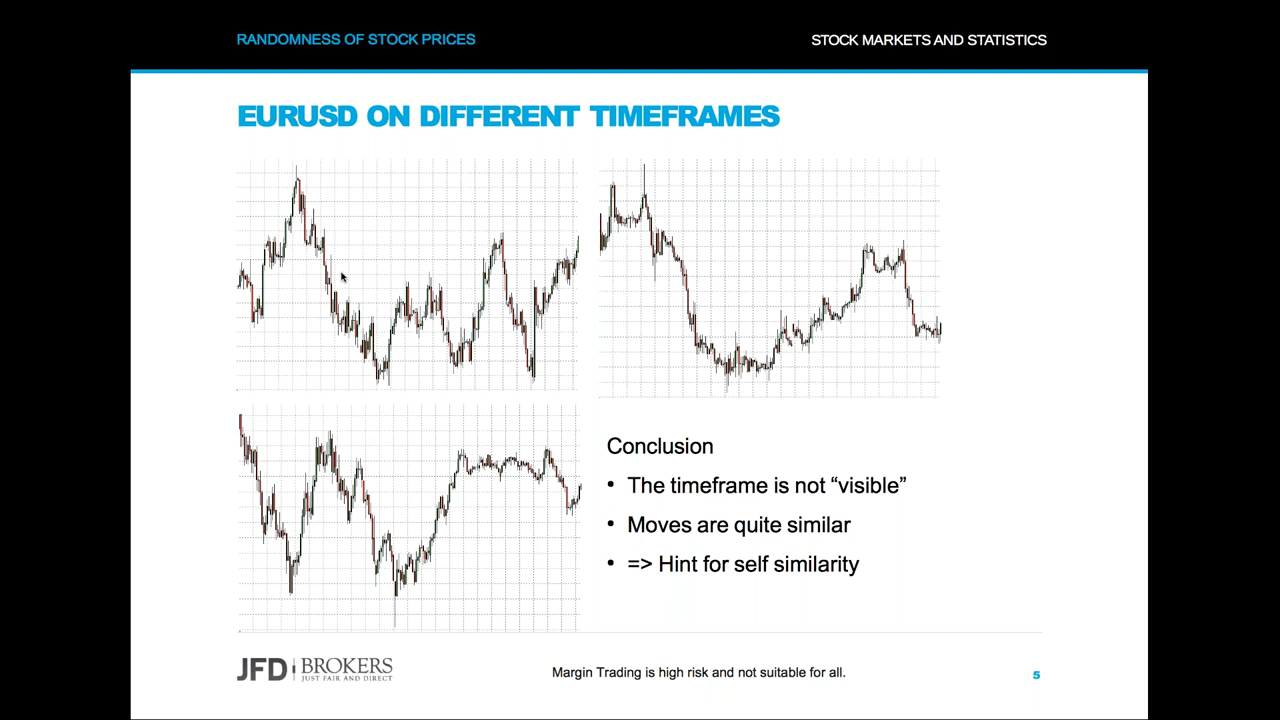 RANDOMNESS OF STOCK PRICES
STOCK MARKETS AND STATISTICS
EURUSD ON DIFFERENT TIMEFRAMES
Conclusion
• The timeframe is not “visible”
• Moves are quite similar
• => Hint for self similarity
JFD BROKERS
JUST FAIR AND DIRECT
Margin Trading is high risk and not suitable for all.
5